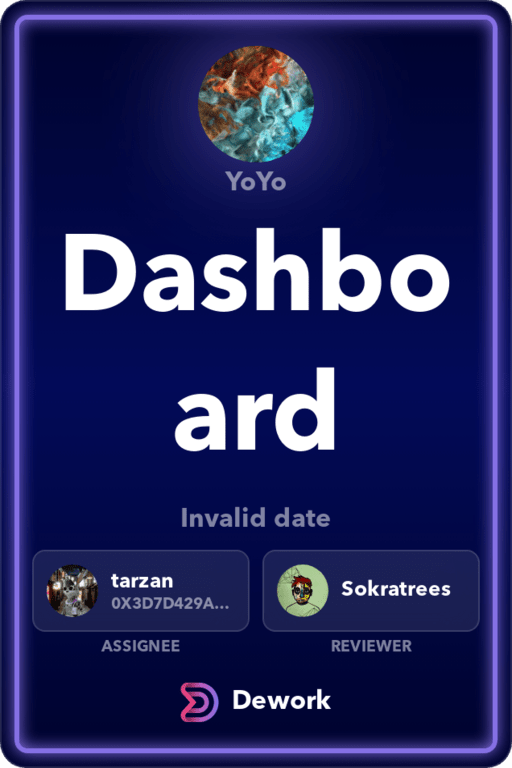 YoYo
Dashbo
ard
Invalid date
tarzan
0X3D7D429A...
Sokratrees
ASSIGNEE
REVIEWER
Dework